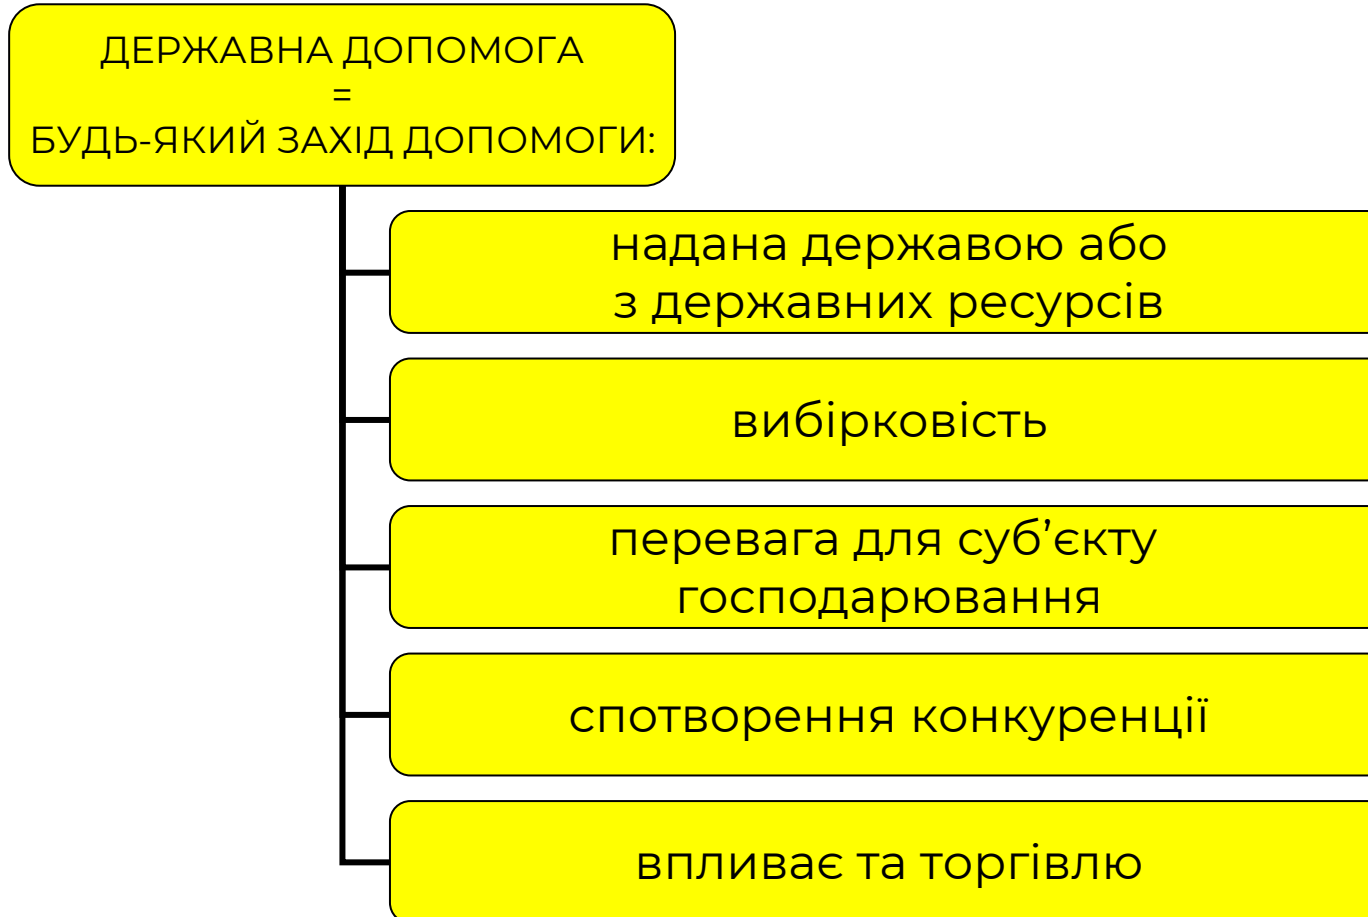 ДЕРЖАВНА ДОПОМОГА
=
БУДЬ-ЯКИЙ ЗАХІД ДОПОМОГИ:
надана державою або
з державних ресурсів
вибірковість
перевага для суб’єкту
господарювання
спотворення конкуренції
впливає та торгівлю